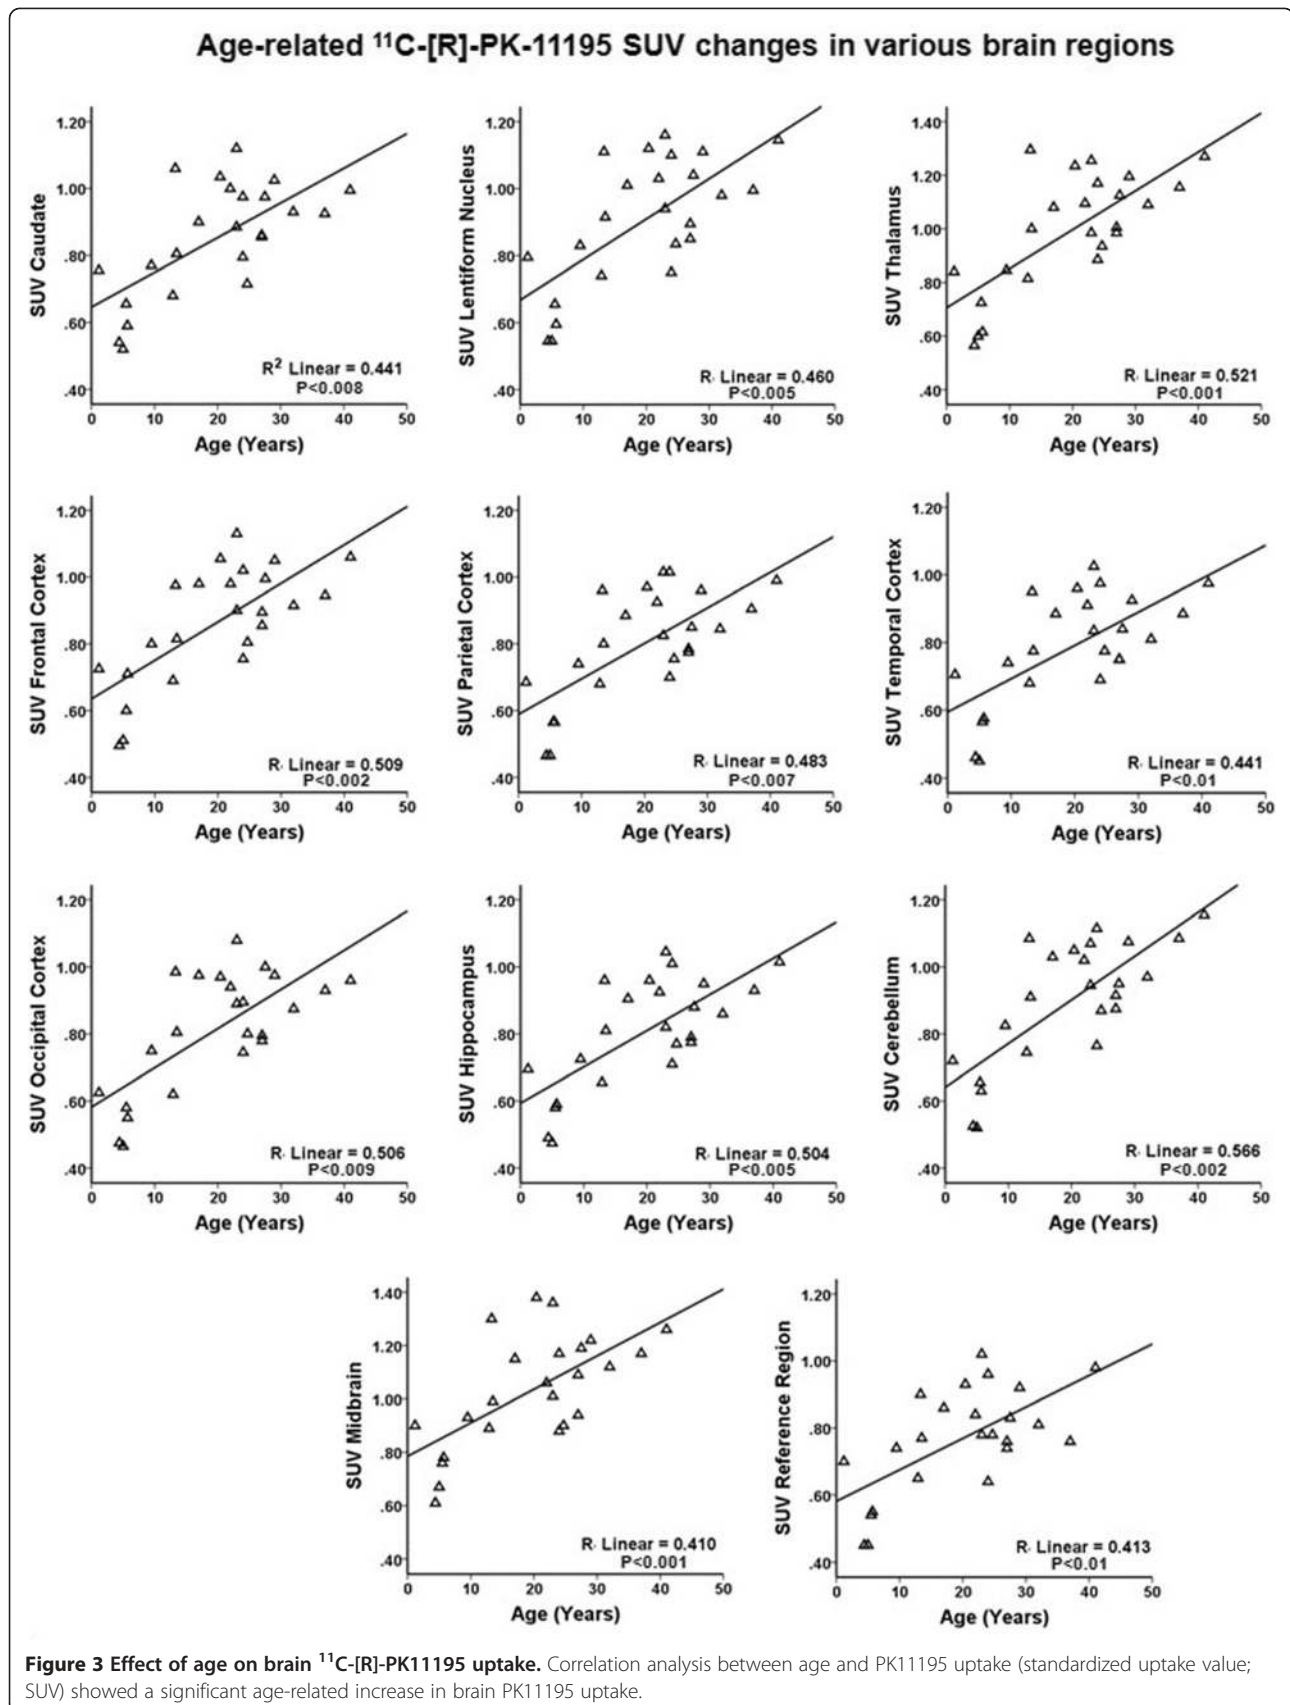 Age-related ¹¹C-[R]-PK-11195 SUV changes in various brain regions
SUV Caudate
1.20
1.00
.80
.60
.40
R² Linear = 0.441
P<0.008
0 10 20 30 40 50
Age (Years)
SUV Lentiform Nucleus
1.20
1.00
.80
.60
.40
R. Linear = 0.460
P<0.005
0 10 20 30 40 50
Age (Years)
SUV Thalamus
1.40
1.20
1.00
.80
.60
.40
R. Linear = 0.521
P<0.001
0 10 20 30 40 50
Age (Years)
SUV Frontal Cortex
1.20
1.00
.80
.60
.40
R. Linear = 0.509
P<0.002
0 10 20 30 40 50
Age (Years)
SUV Parietal Cortex
1.20
1.00
.80
.60
.40
R. Linear = 0.483
P<0.007
0 10 20 30 40 50
Age (Years)
SUV Temporal Cortex
1.20
1.00
.80
.60
.40
R. Linear = 0.441
P<0.01
0 10 20 30 40 50
Age (Years)
SUV Occipital Cortex
1.20
1.00
.80
.60
.40
R. Linear = 0.506
P<0.009
0 10 20 30 40 50
Age (Years)
SUV Hippocampus
1.20
1.00
.80
.60
.40
R. Linear = 0.504
P<0.005
0 10 20 30 40 50
Age (Years)
SUV Cerebellum
1.20
1.00
.80
.60
.40
R. Linear = 0.566
P<0.002
0 10 20 30 40 50
Age (Years)
SUV Midbrain
1.40
1.20
1.00
.80
.60
.40
R. Linear = 0.410
P<0.001
0 10 20 30 40 50
Age (Years)
SUV Reference Region
1.20
1.00
.80
.60
.40
R. Linear = 0.413
P<0.01
0 10 20 30 40 50
Age (Years)
Figure 3 Effect of age on brain ¹¹C-[R]-PK11195 uptake. Correlation analysis between age and PK11195 uptake (standardized uptake value;
SUV) showed a significant age-related increase in brain PK11195 uptake.